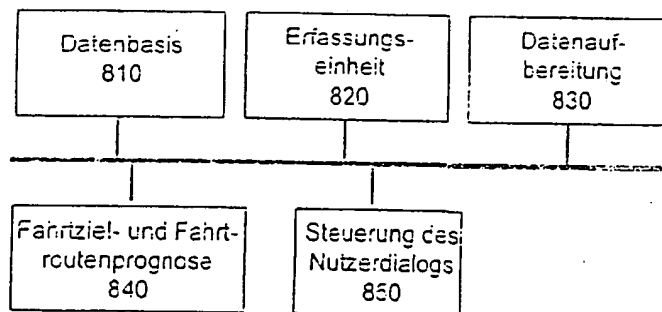 Datenbasis
810
Erfassungs-
einheit
820
Datenauf-
bereitung
830
Fahrtziel- und Fahrt-
routenprognose
840
Steuerung des
Nutzerdialogs
850